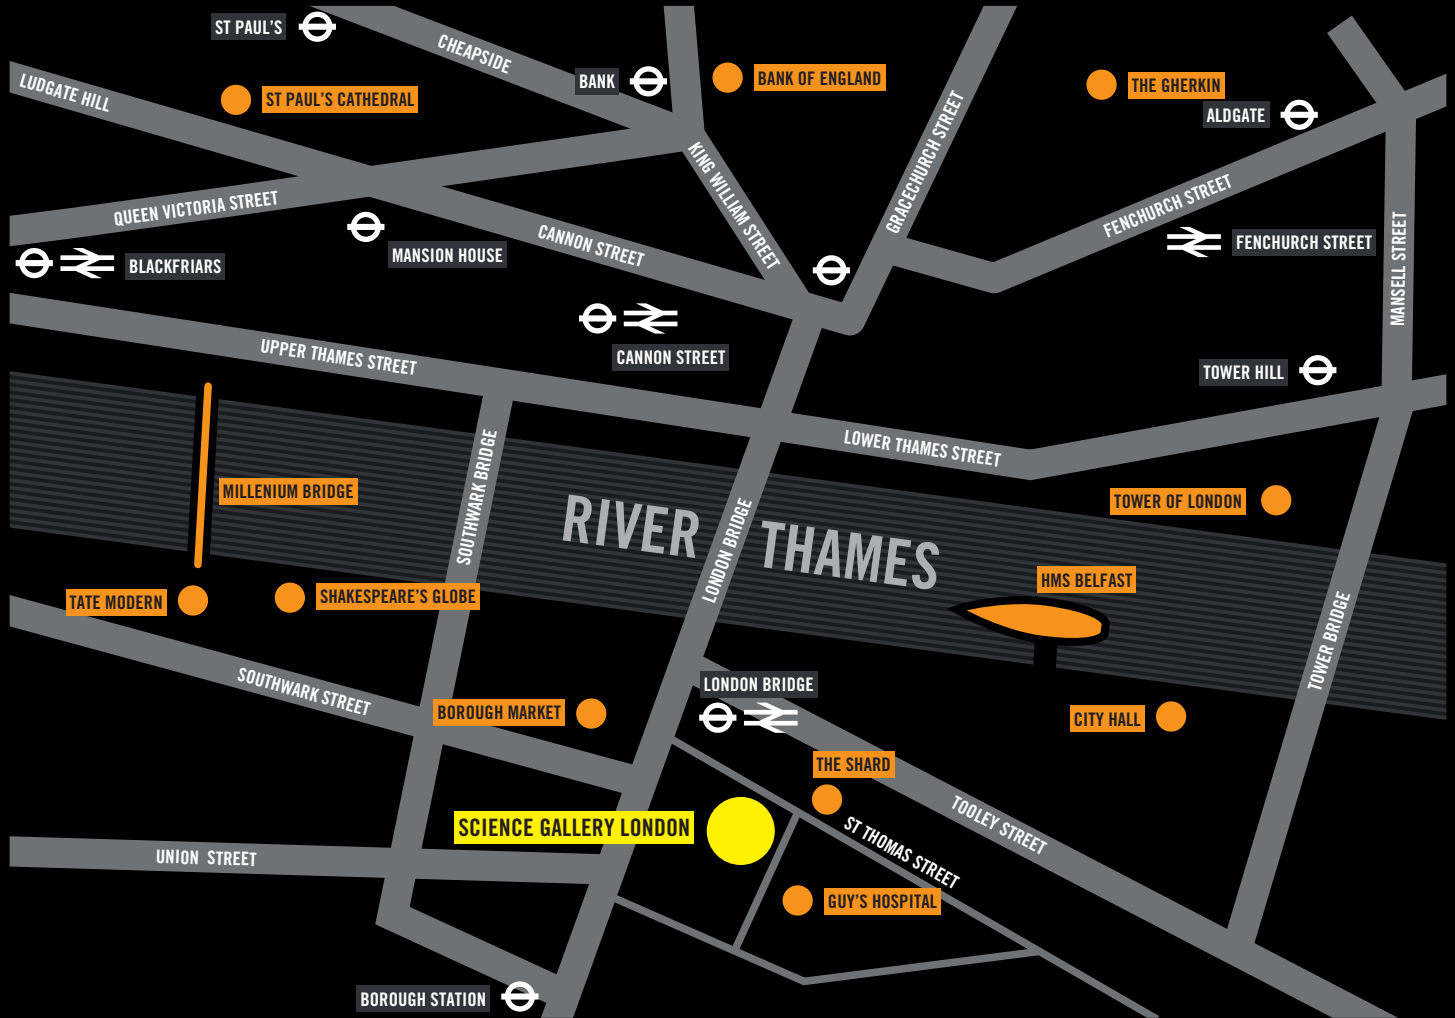 ST PAUL'S
CHEAPSIDE
BANK
BANK OF ENGLAND
THE GHERKIN
LUDGATE HILL
ST PAUL'S CATHEDRAL
ALDGATE
GRACECHURCH STREET
KING WILLIAM STREET
QUEEN VICTORIA STREET
FENCHURCH STREET
MANSION HOUSE
CANNON STREET
FENCHURCH STREET
MANSELL STREET
BLACKFRIARS
UPPER THAMES STREET
CANNON STREET
TOWER HILL
LOWER THAMES STREET
MILLENIUM BRIDGE
SOUTHWARK BRIDGE
RIVER THAMES
LONDON BRIDGE
TOWER OF LONDON
HMS BELFAST
TATE MODERN
SHAKESPEARE'S GLOBE
TOWER BRIDGE
SOUTHWARK STREET
LONDON BRIDGE
BOROUGH MARKET
CITY HALL
THE SHARD
SCIENCE GALLERY LONDON
TOOLEY STREET
ST THOMAS STREET
UNION STREET
GUY'S HOSPITAL
BOROUGH STATION